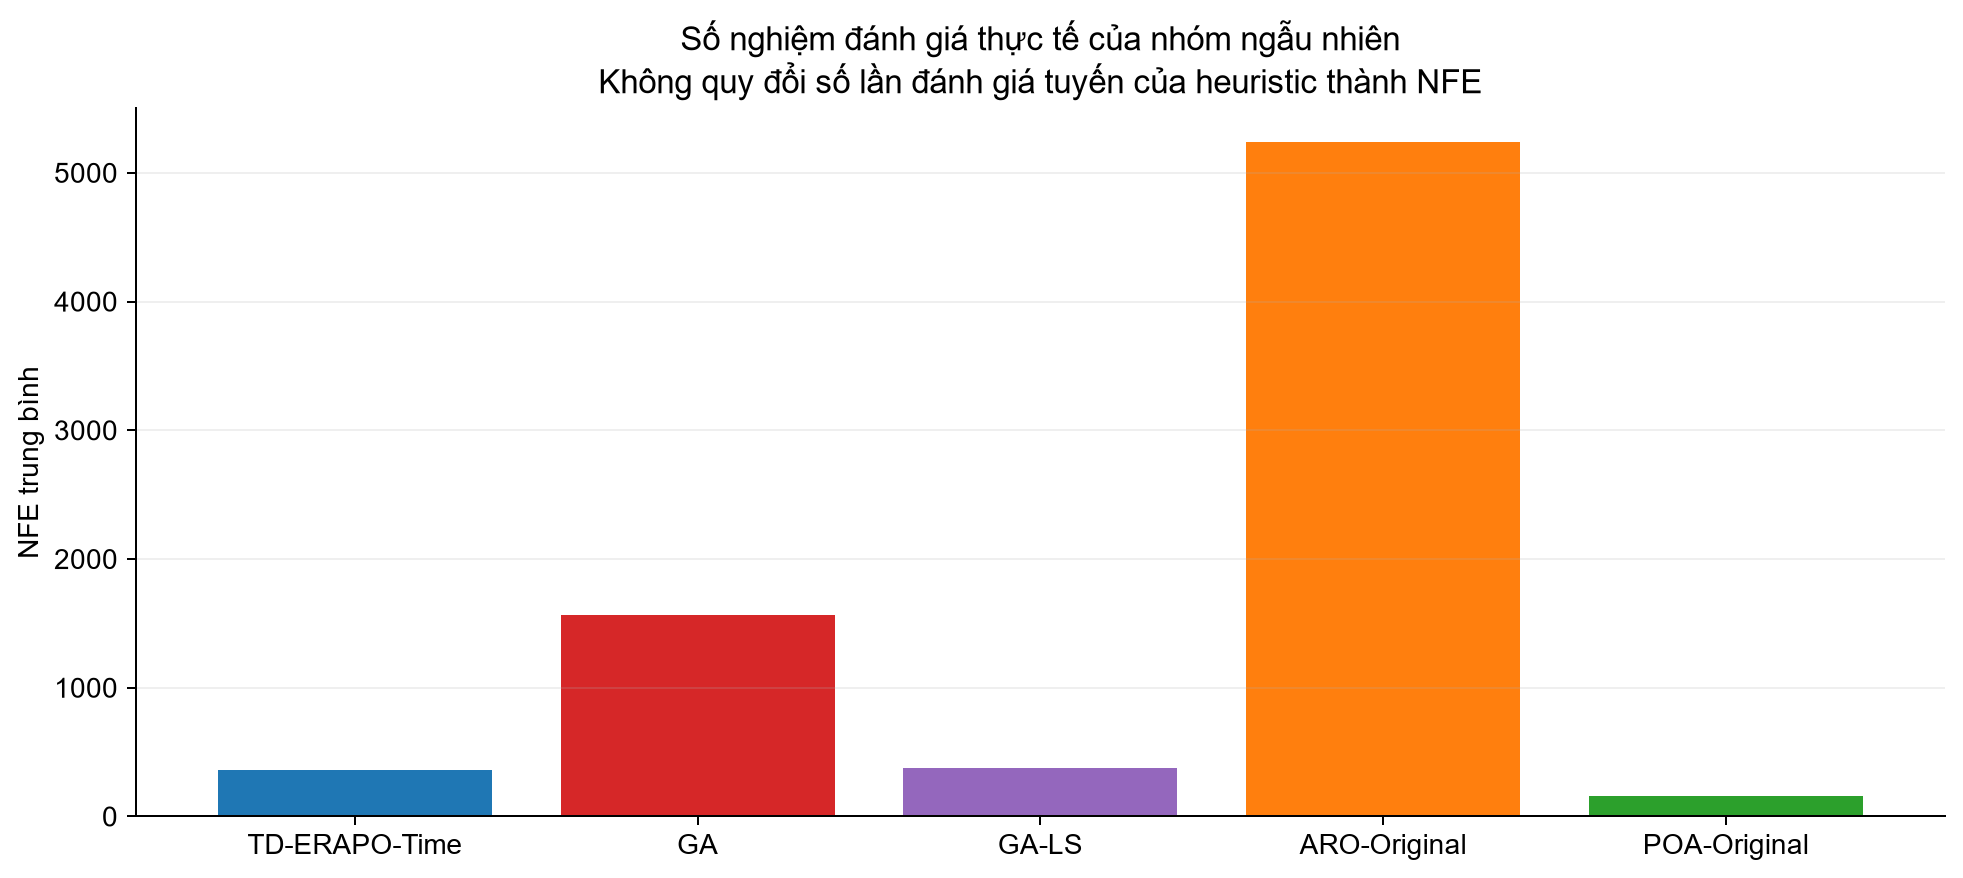 Số nghiệm đánh giá thực tế của nhóm ngẫu nhiên
Không quy đổi số lần đánh giá tuyến của heuristic thành NFE
NFE trung bình
5000
4000
3000
2000
1000
0
TD-ERAPO-Time
GA
GA-LS
ARO-Original
POA-Original